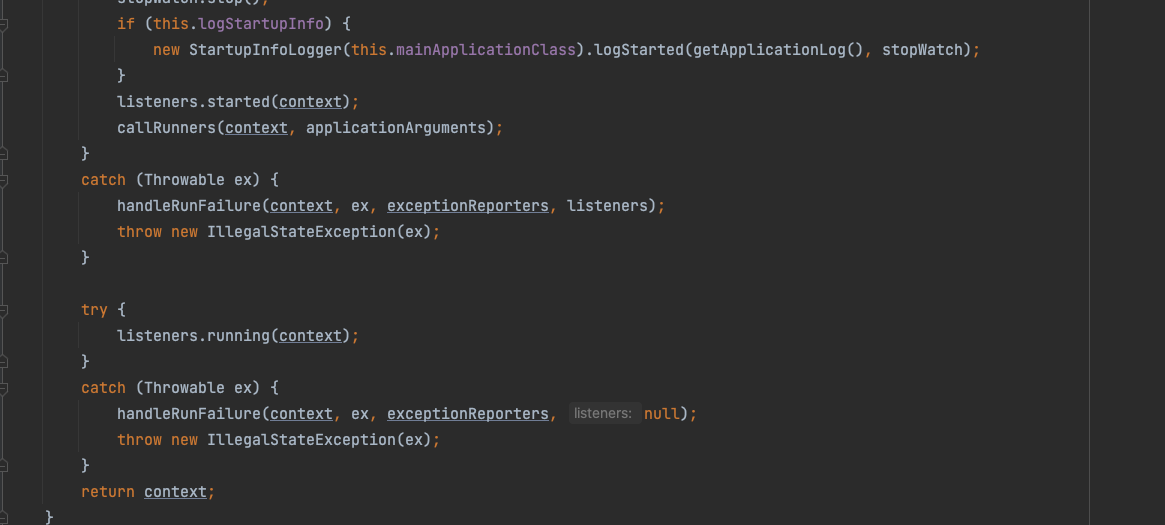 stopWatch.stop();
if (this.logStartupInfo) {
new StartupInfoLogger(this.mainApplicationClass).logStarted(getApplicationLog(), stopWatch);
}
listeners.started(context);
callRunners(context, applicationArguments);
}
catch (Throwable ex) {
handleRunFailure(context, ex, exceptionReporters, listeners);
throw new IllegalStateException(ex);
}
try {
listeners.running(context);
}
catch (Throwable ex) {
handleRunFailure(context, ex, exceptionReporters, listeners: null);
throw new IllegalStateException(ex);
}
return context;
}